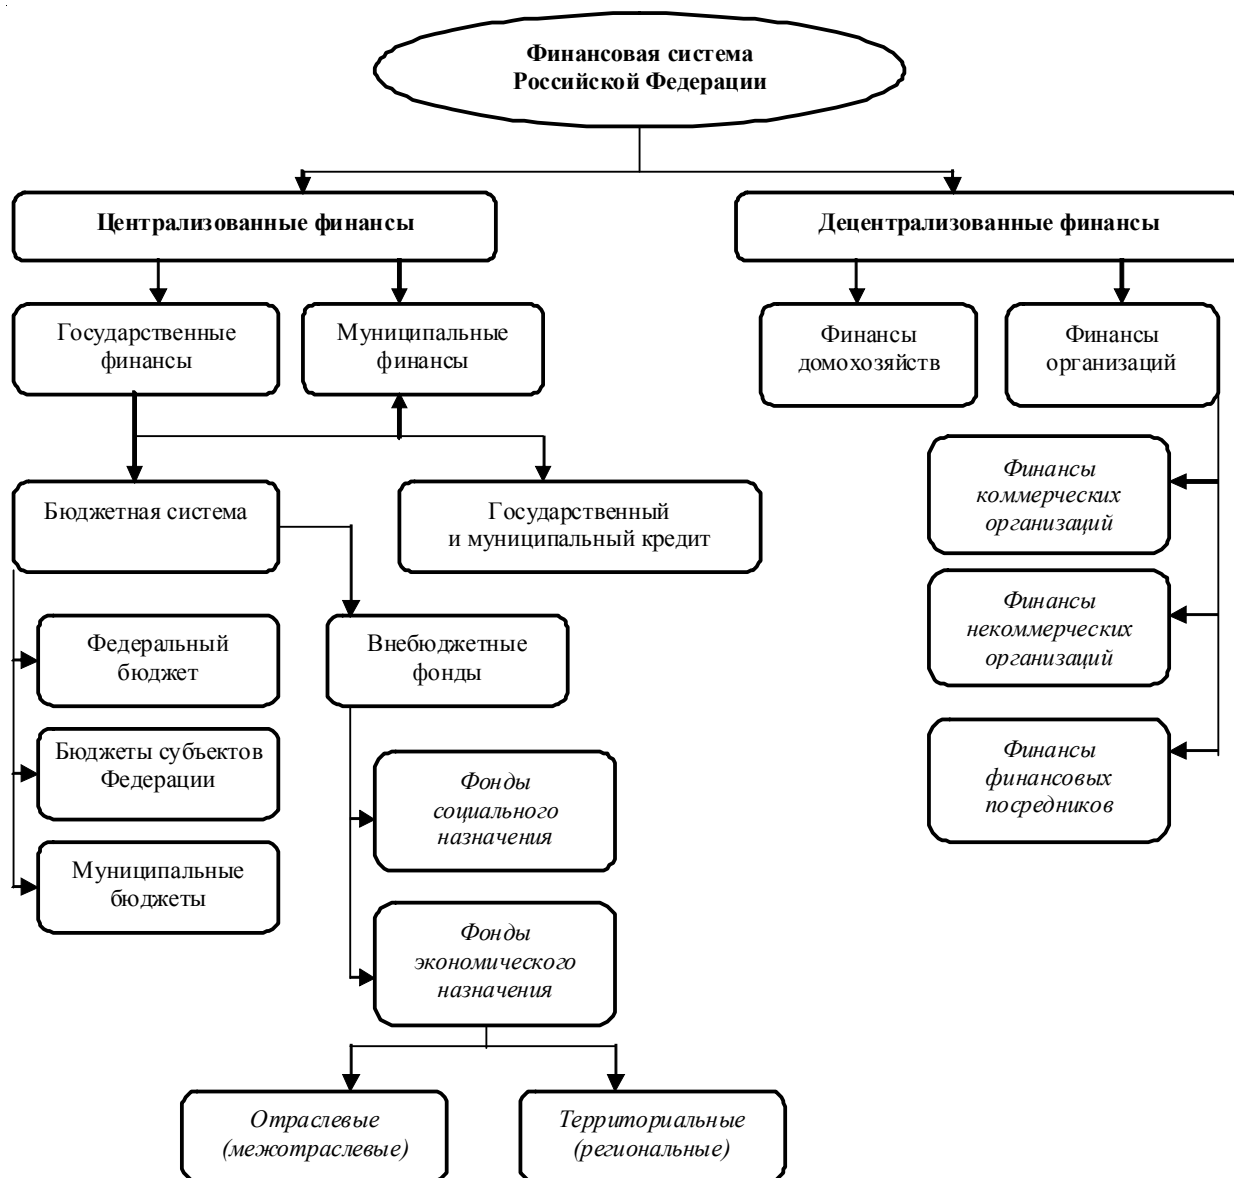 Финансовая система
Российской Федерации
Централизованные финансы
Децентрализованные финансы
Государственные
финансы
Муниципальные
финансы
Финансы
домохозяйств
Финансы
организаций
Финансы
коммерческих
организаций
Бюджетная система
Государственный
и муниципальный кредит
Финансы
некоммерческих
организаций
Федеральный
бюджет
Внебюджетные
фонды
Бюджеты субъектов
Федерации
Фонды
социального
назначения
Финансы
финансовых
посредников
Муниципальные
бюджеты
Фонды
экономического
назначения
Отраслевые
(межотраслевые)
Территориальные
(региональные)